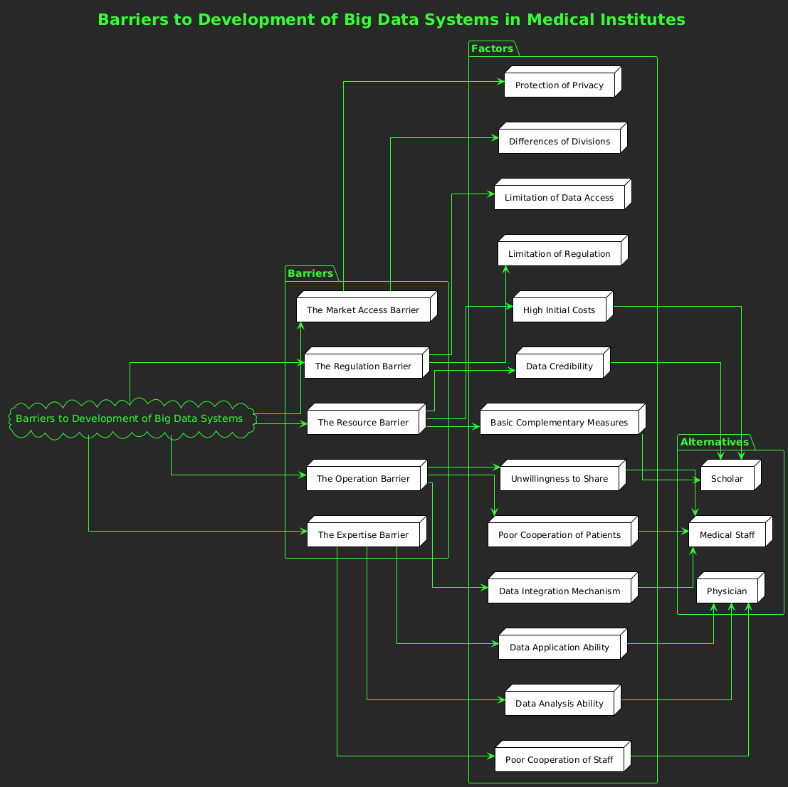 Barriers to Development of Big Data Systems in Medical Institutes
Factors
Protection of Privacy
Differences of Divisions
Limitation of Data Access
Limitation of Regulation
Barriers
The Market Access Barrier
High Initial Costs
The Regulation Barrier
Data Credibility
Barriers to Development of Big Data Systems
The Resource Barrier
Basic Complementary Measures
Alternatives
The Operation Barrier
Unwillingness to Share
Scholar
The Expertise Barrier
Poor Cooperation of Patients
Medical Staff
Data Integration Mechanism
Physician
Data Application Ability
Data Analysis Ability
Poor Cooperation of Staff